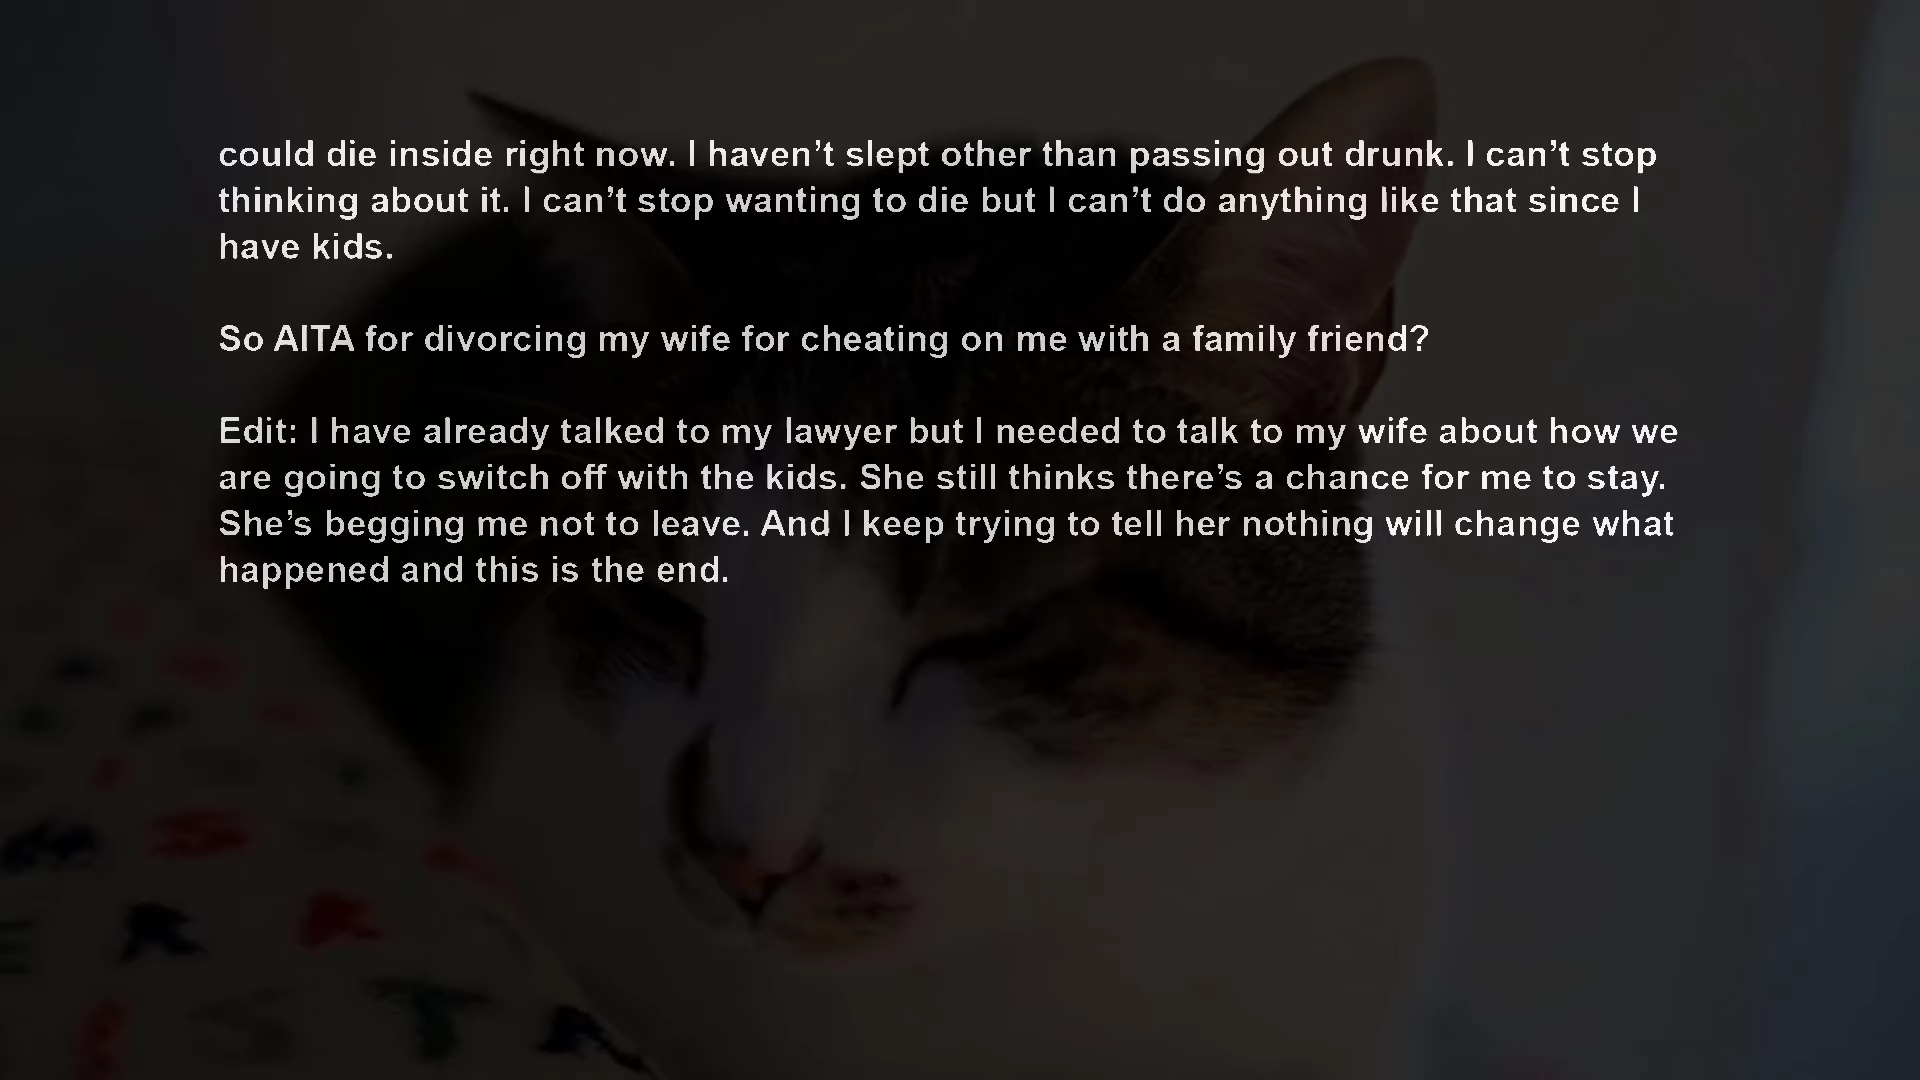 could die inside right now. I haven’t slept other than passing out drunk. I can’t stop
thinking about it. I can’t stop wanting to die but I can’t do anything like that since I
have kids.
So AITA for divorcing my wife for cheating on me with a family friend?
Edit: I have already talked to my lawyer but I needed to talk to my wife about how we
are going to switch off with the kids. She still thinks there’s a chance for me to stay.
She’s begging me not to leave. And I keep trying to tell her nothing will change what
happened and this is the end.